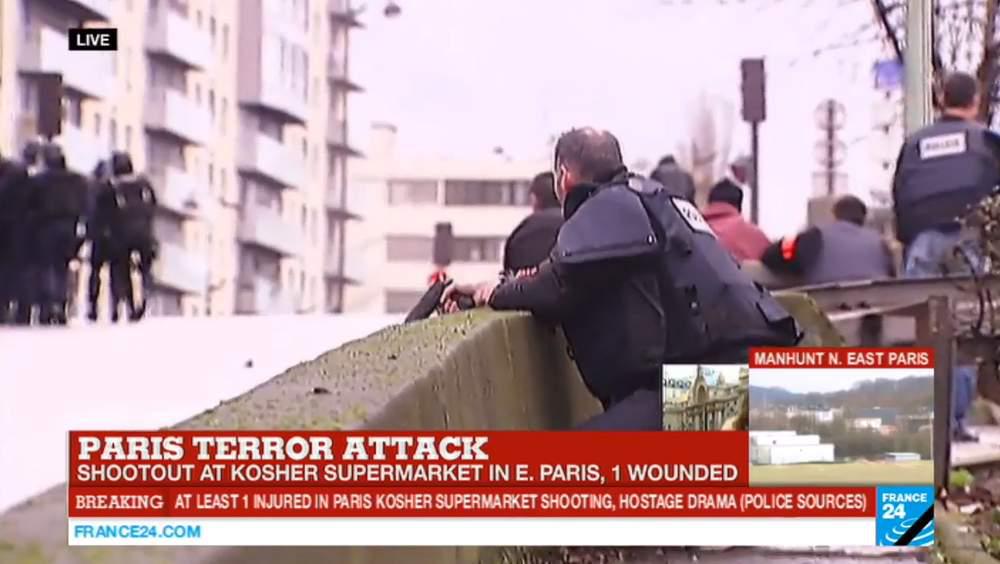 LIVE
POLICE
MANHUNT N. EAST PARIS
PARIS TERROR ATTACK
SHOOTOUT AT KOSHER SUPERMARKET IN E. PARIS, 1 WOUNDED
BREAKING AT LEAST 1 INJURED IN PARIS KOSHER SUPERMARKET SHOOTING, HOSTAGE DRAMA (POLICE SOURCES)
FRANCE 24
FRANCE24.COM